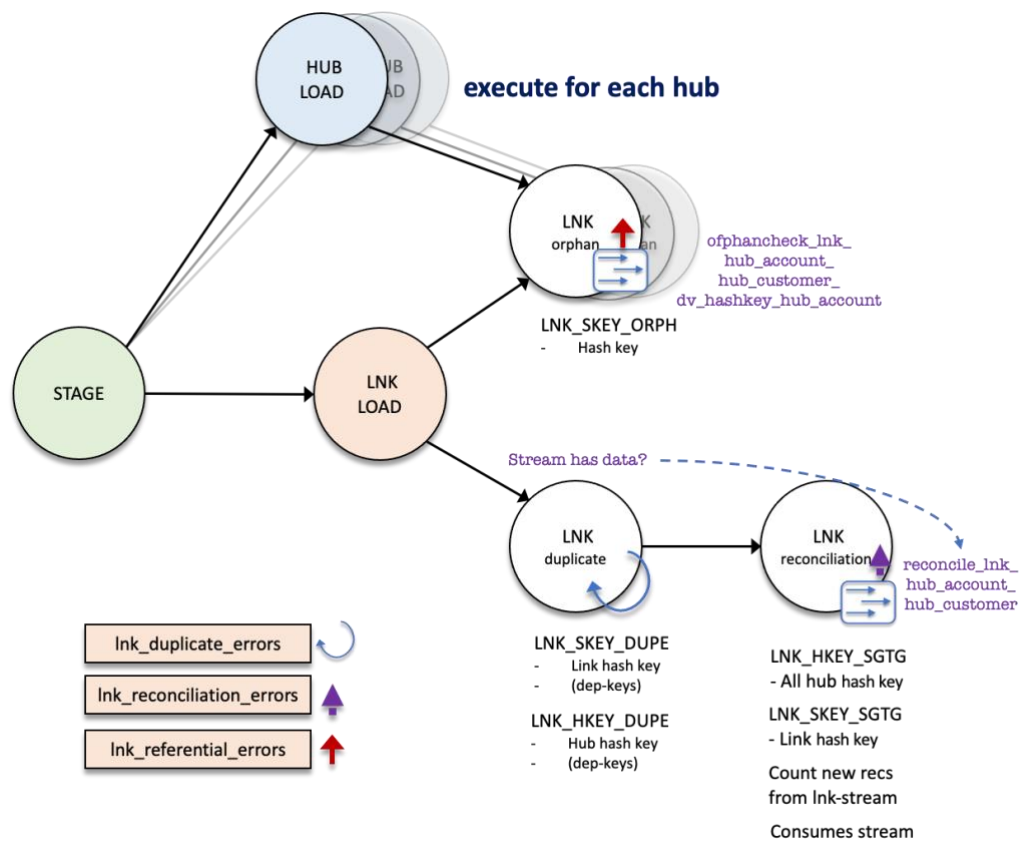 HUB
LOAD
UB
AD
execute for each hub
LNK
orphan
K
an
ofphancheck_lnk_
hub_account_
hub_customer_
dv_hashkey_hub_account
LNK_SKEY_ORPH
- Hash key
STAGE
LNK
LOAD
Stream has data?
LNK
duplicate
LNK
reconciliation
reconcile_lnk_
hub_account_
hub_customer
LNK_SKEY_DUPE
- Link hash key
- (dep-keys)
LNK_HKEY_DUPE
- Hub hash key
- (dep-keys)
LNK_HKEY_SGTG
- All hub hash key
LNK_SKEY_SGTG
- Link hash key
Count new recs
from lnk-stream
Consumes stream
lnk_duplicate_errors
lnk_reconciliation_errors
lnk_referential_errors